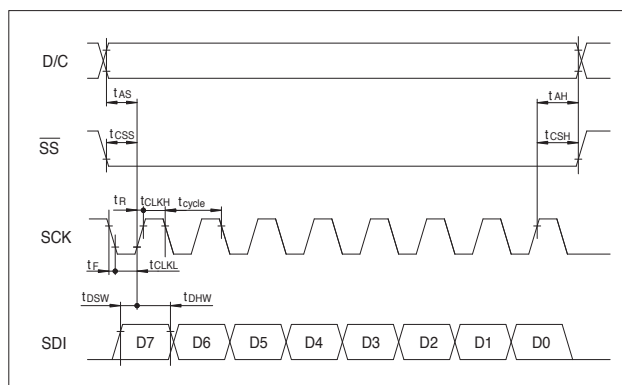 D/C
tAS
tAH
SS
tCSS
tCSH
tR
tCLKH
tcycle
SCK
tF
tCLKL
tDSW
tDHW
SDI
D7
D6
D5
D4
D3
D2
D1
D0